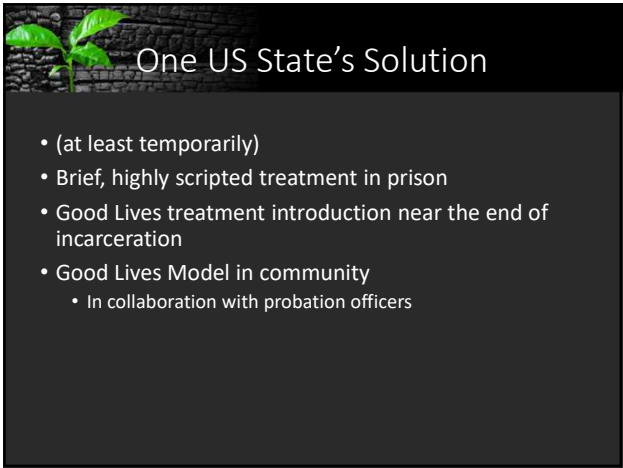 One US State’s Solution
• (at least temporarily)
• Brief, highly scripted treatment in prison
• Good Lives treatment introduction near the end of
incarceration
• Good Lives Model in community
• In collaboration with probation officers